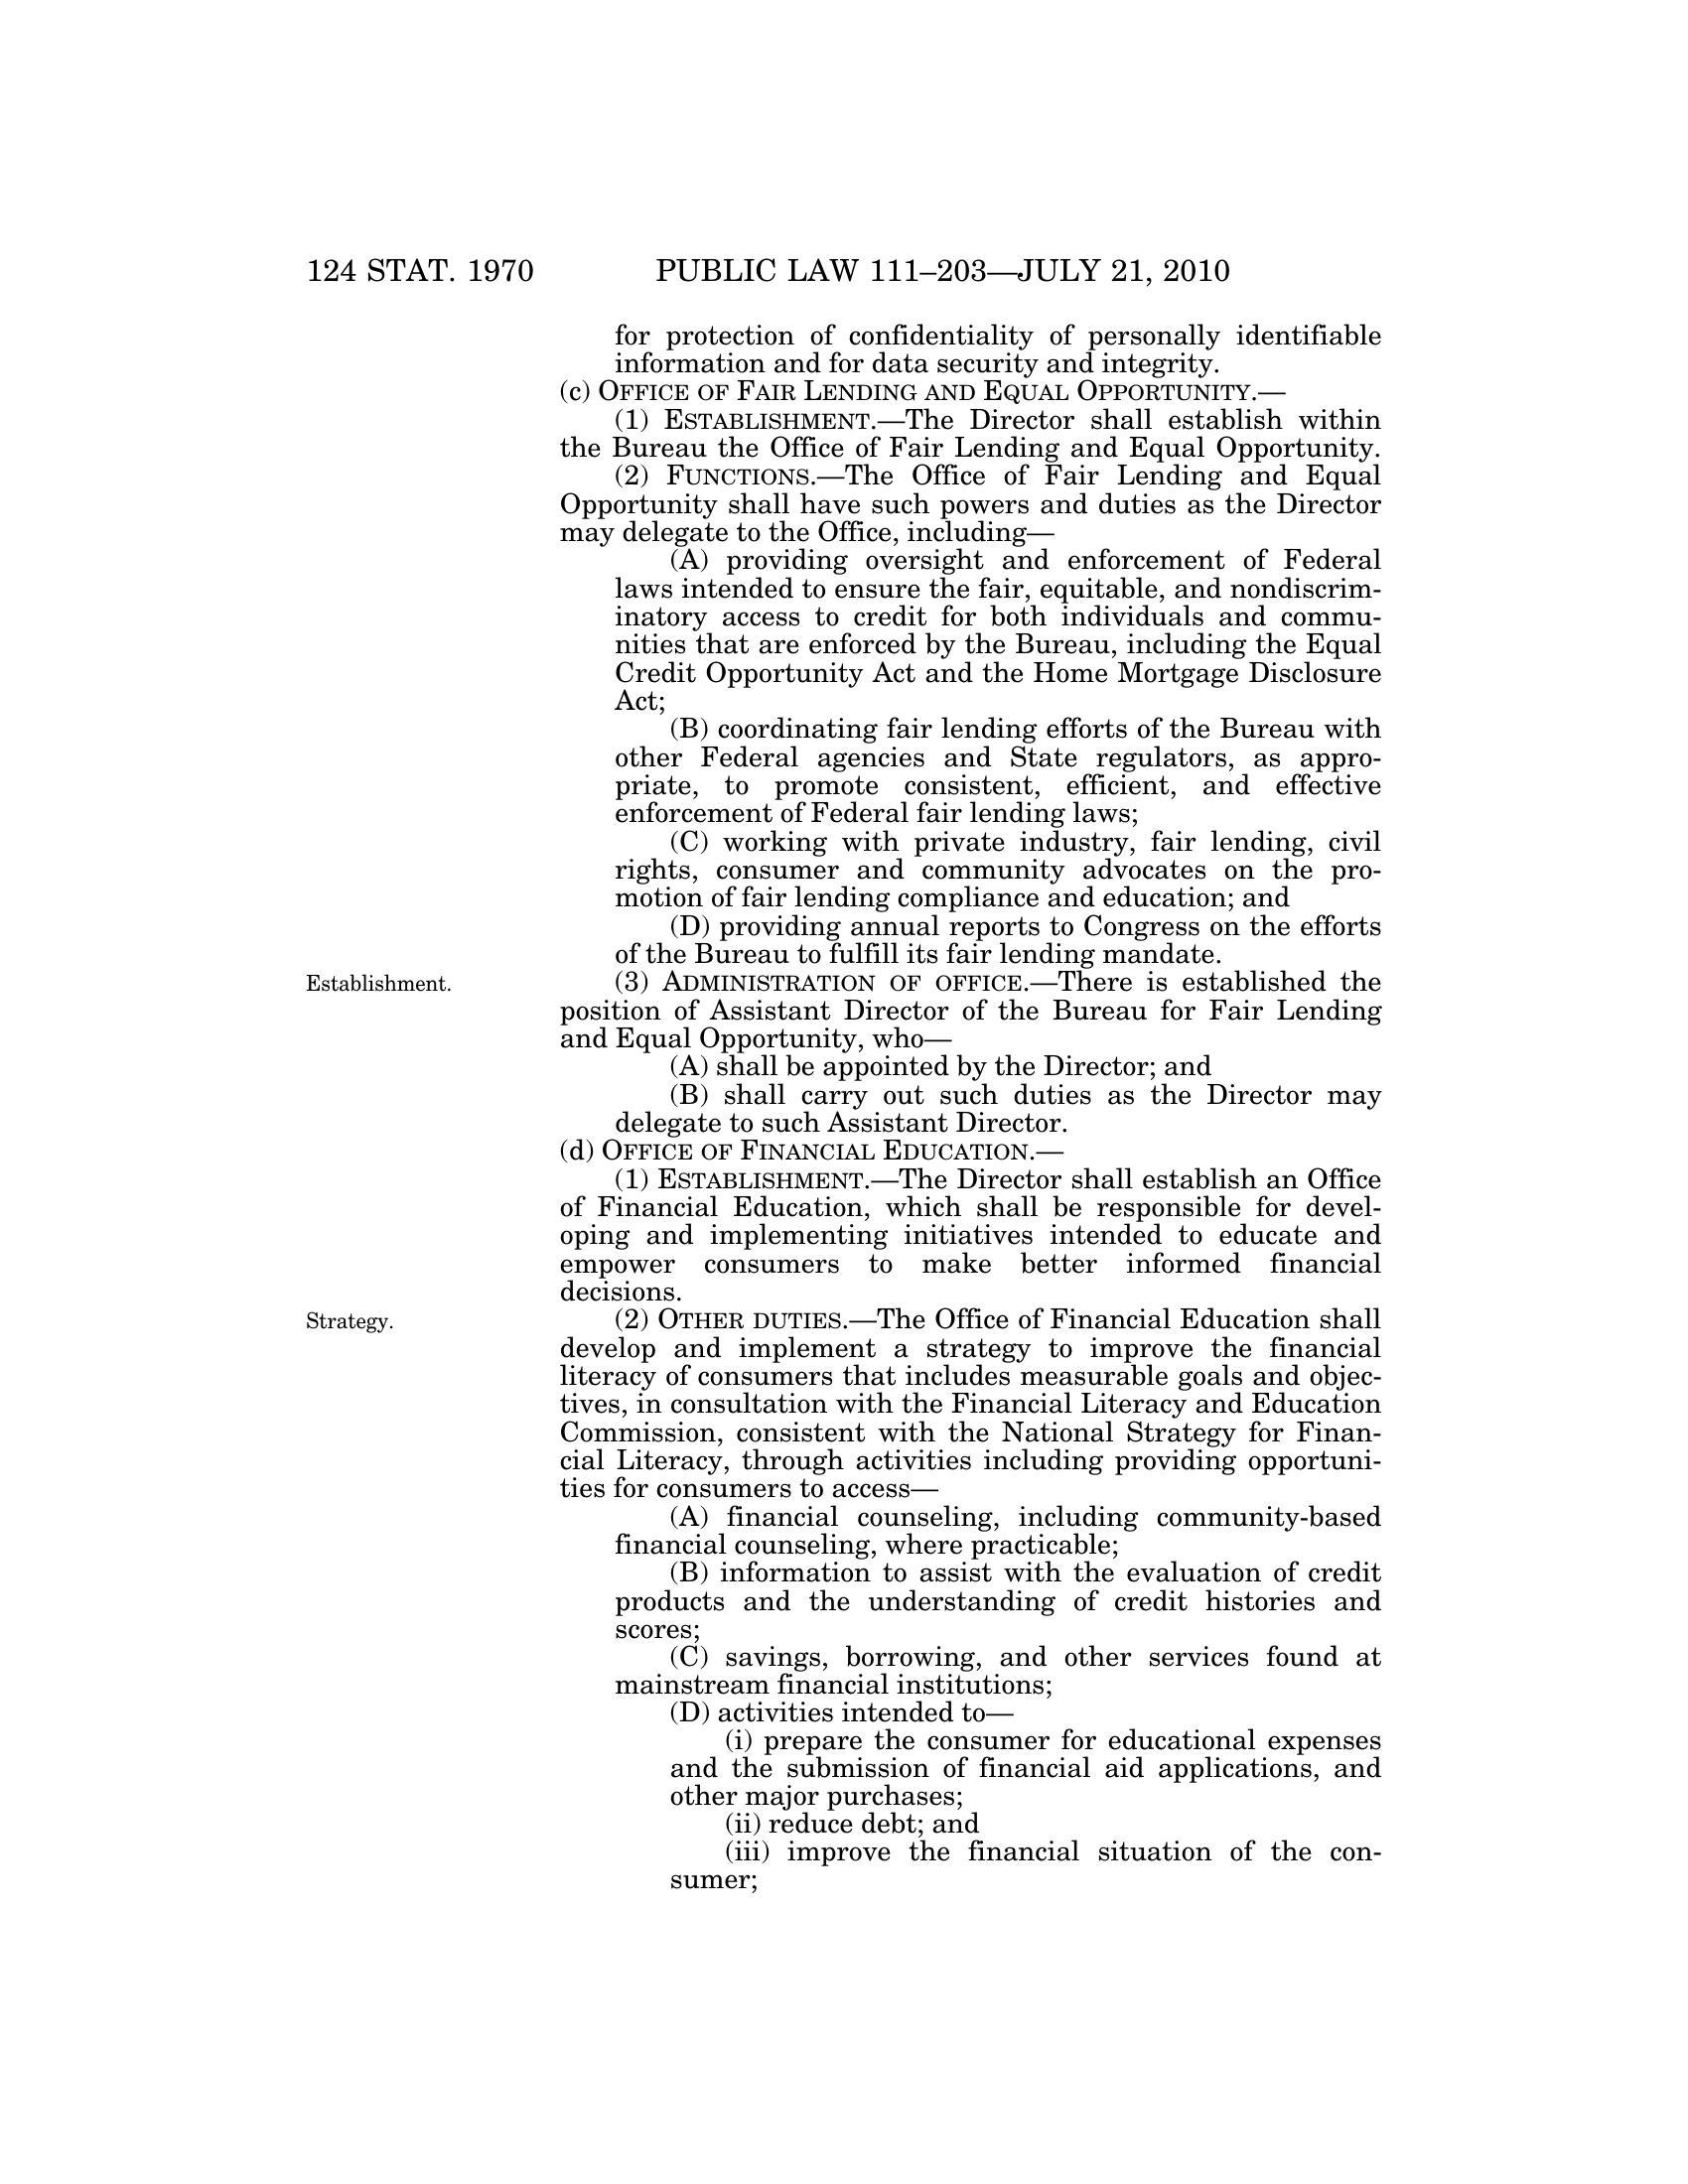 124 STAT. 1970 PUBLIC LAW 111–203—JULY 21, 2010
for protection of confidentiality of personally identifiable
information and for data security and integrity.
(c) OFFICE OF FAIR LENDING AND EQUAL OPPORTUNITY.—
(1) ESTABLISHMENT.—The Director shall establish within
the Bureau the Office of Fair Lending and Equal Opportunity.
(2) FUNCTIONS.—The Office of Fair Lending and Equal
Opportunity shall have such powers and duties as the Director
may delegate to the Office, including—
(A) providing oversight and enforcement of Federal
laws intended to ensure the fair, equitable, and nondiscrim-
inatory access to credit for both individuals and commu-
nities that are enforced by the Bureau, including the Equal
Credit Opportunity Act and the Home Mortgage Disclosure
Act;
(B) coordinating fair lending efforts of the Bureau with
other Federal agencies and State regulators, as appro-
priate, to promote consistent, efficient, and effective
enforcement of Federal fair lending laws;
(C) working with private industry, fair lending, civil
rights, consumer and community advocates on the pro-
motion of fair lending compliance and education; and
(D) providing annual reports to Congress on the efforts
of the Bureau to fulfill its fair lending mandate.
Establishment.
(3) ADMINISTRATION OF OFFICE.—There is established the
position of Assistant Director of the Bureau for Fair Lending
and Equal Opportunity, who—
(A) shall be appointed by the Director; and
(B) shall carry out such duties as the Director may
delegate to such Assistant Director.
(d) OFFICE OF FINANCIAL EDUCATION.—
(1) ESTABLISHMENT.—The Director shall establish an Office
of Financial Education, which shall be responsible for devel-
oping and implementing initiatives intended to educate and
empower consumers to make better informed financial
decisions.
Strategy.
(2) OTHER DUTIES.—The Office of Financial Education shall
develop and implement a strategy to improve the financial
literacy of consumers that includes measurable goals and objec-
tives, in consultation with the Financial Literacy and Education
Commission, consistent with the National Strategy for Finan-
cial Literacy, through activities including providing opportuni-
ties for consumers to access—
(A) financial counseling, including community-based
financial counseling, where practicable;
(B) information to assist with the evaluation of credit
products and the understanding of credit histories and
scores;
(C) savings, borrowing, and other services found at
mainstream financial institutions;
(D) activities intended to—
(i) prepare the consumer for educational expenses
and the submission of financial aid applications, and
other major purchases;
(ii) reduce debt; and
(iii) improve the financial situation of the con-
sumer;